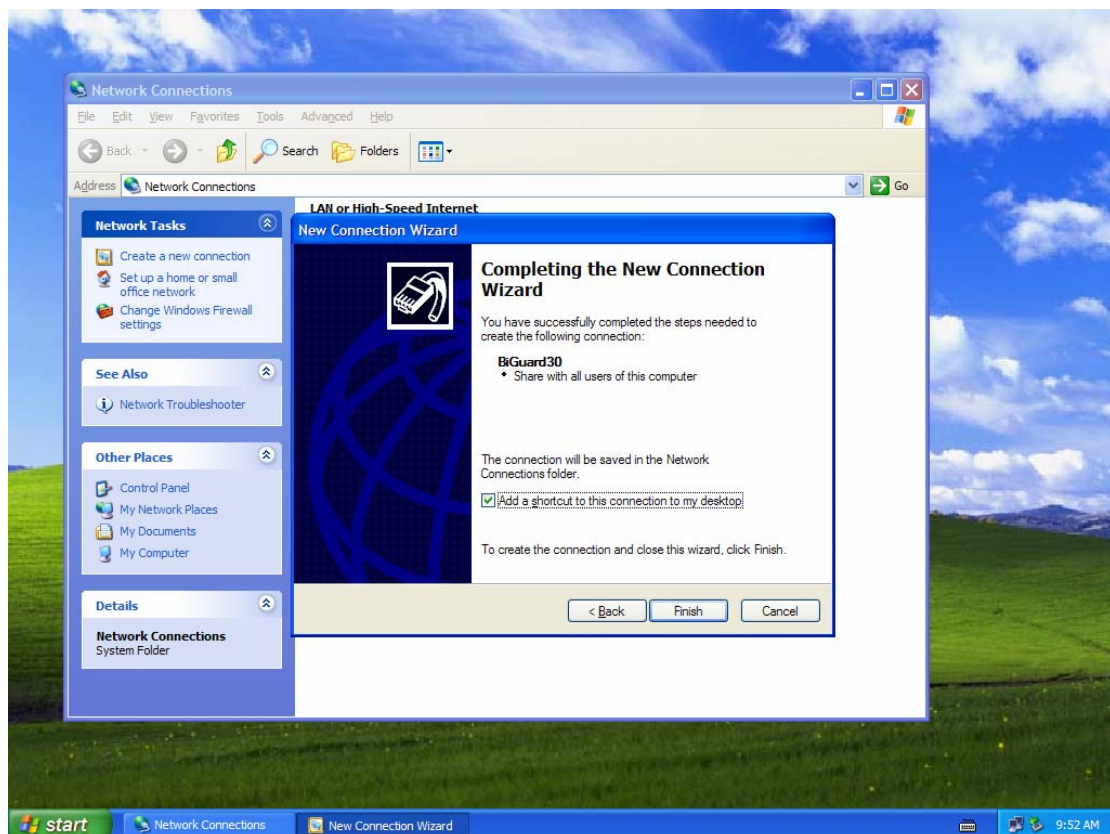 Network Connections
File Edit View Favorites Tools Advanced Help
Back Search Folders
Address Network Connections Go
LAN or High-Speed Internet
Network Tasks
Create a new connection
Set up a home or small
office network
Change Windows Firewall
settings
See Also
Network Troubleshooter
Other Places
Control Panel
My Network Places
My Documents
My Computer
Details
Network Connections
System Folder
New Connection Wizard
Completing the New Connection
Wizard
You have successfully completed the steps needed to
create the following connection:
BiGuard30
• Share with all users of this computer
The connection will be saved in the Network
Connections folder.
Add a shortcut to this connection to my desktop
To create the connection and close this wizard, click Finish.
< Back Finish Cancel
start Network Connections New Connection Wizard 9:52 AM